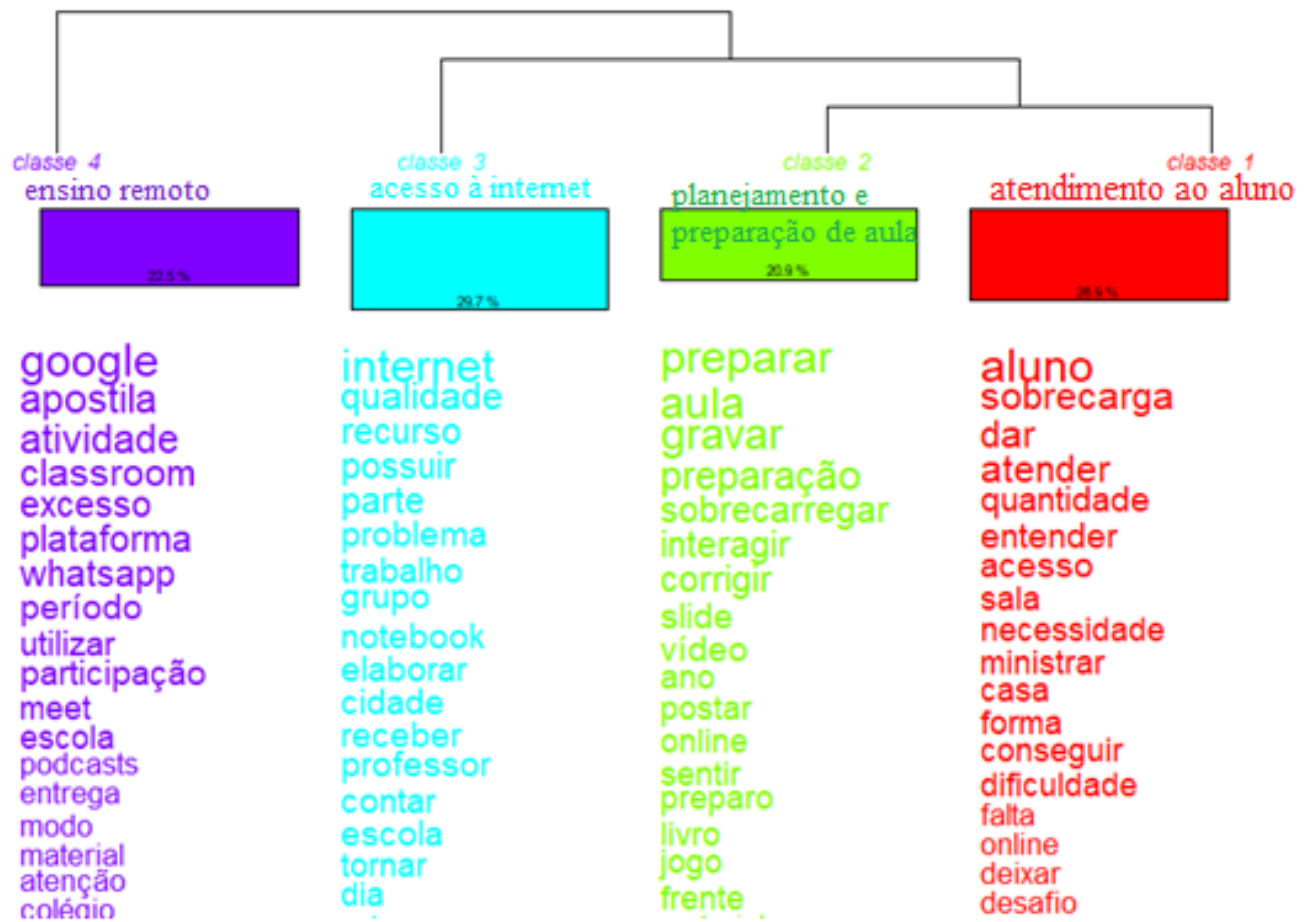 classe 4
ensino remoto
22.5 %
google
apostila
atividade
classroom
excesso
plataforma
whatsapp
período
utilizar
participação
meet
escola
podcasts
entrega
modo
material
atenção
colégio
classe 3
acesso à internet
29.7 %
internet
qualidade
recurso
possuir
parte
problema
trabalho
grupo
notebook
elaborar
cidade
receber
professor
contar
escola
tornar
dia
classe 2
planejamento e
preparação de aula
20.9 %
preparar
aula
gravar
preparação
sobrecarregar
interagir
corrigir
slide
vídeo
ano
postar
online
sentir
preparo
livro
jogo
frente
classe 1
atendimento ao aluno
26.9 %
aluno
sobrecarga
dar
atender
quantidade
entender
acesso
sala
necessidade
ministrar
casa
forma
conseguir
dificuldade
falta
online
deixar
desafio